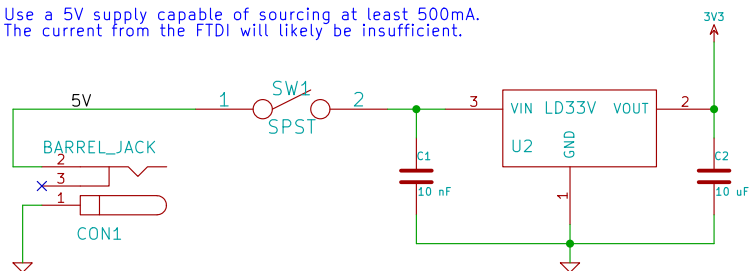 Use a 5V supply capable of sourcing at least 500mA.
The current from the FTDI will likely be insufficient.
3V3
5V
1
SW1
2
SPST
3
VIN
LD33V
VOUT
2
U2
GND
1
BARREL_JACK
2
3
1
CON1
C1
10 nF
C2
10 uF